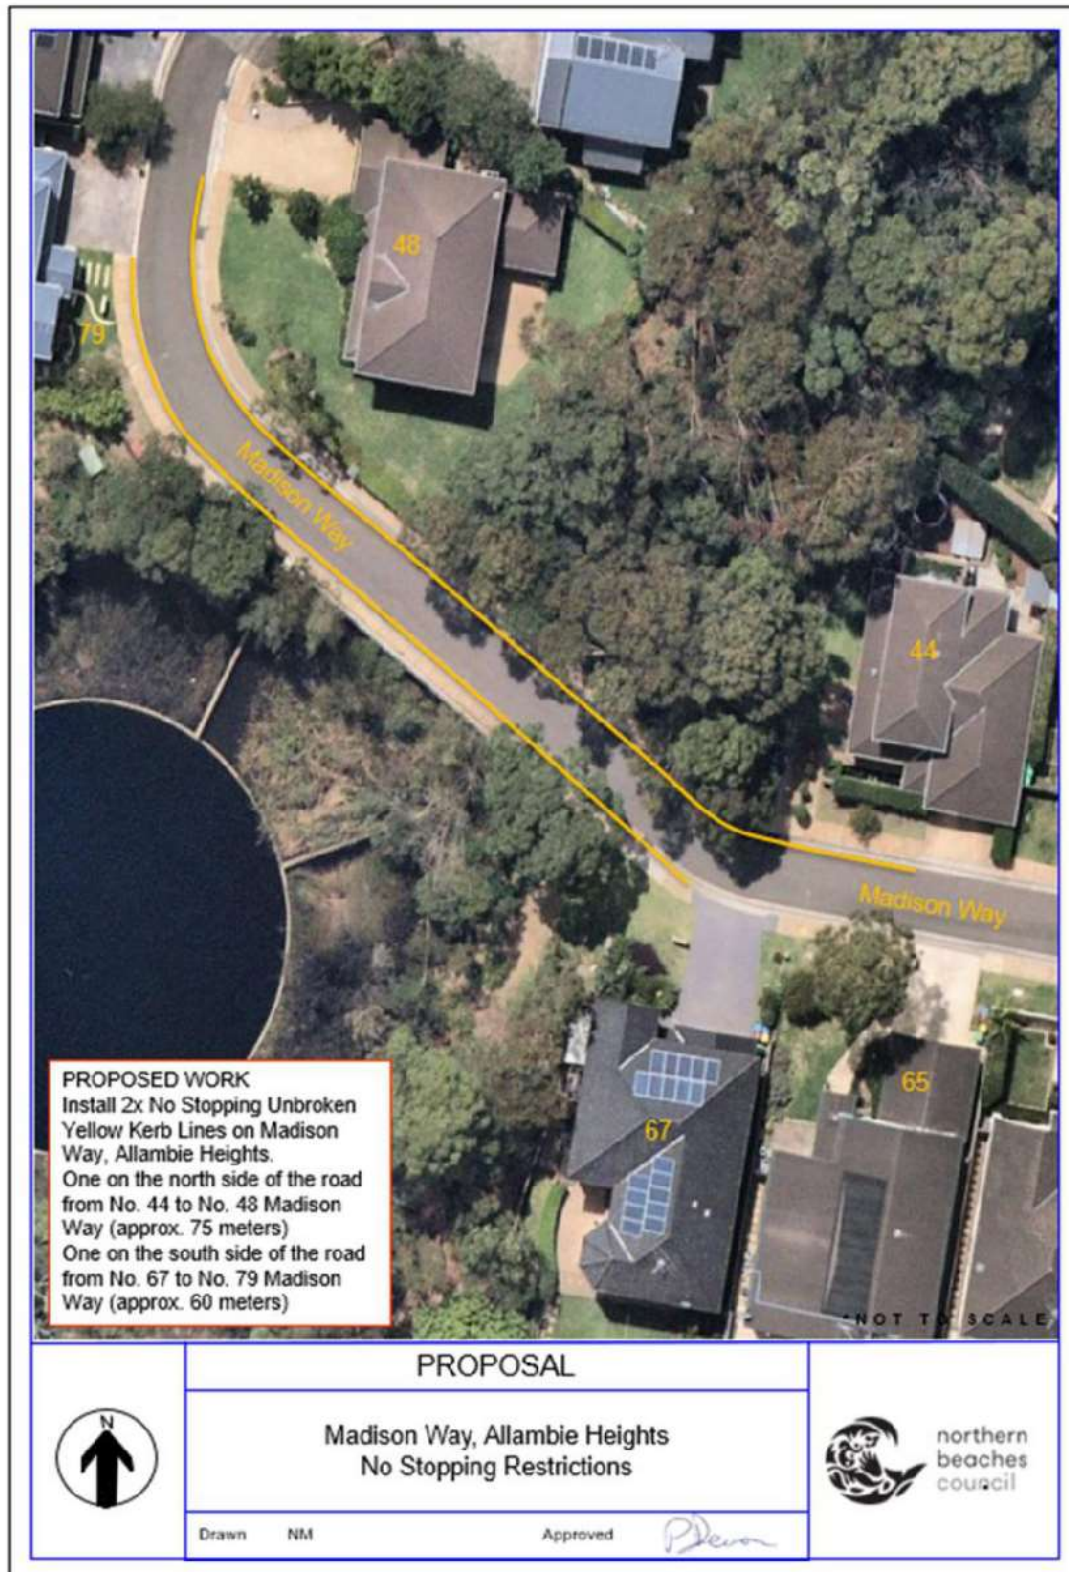 48
79
Madison Way
44
Madison Way
65
67
PROPOSED WORK
Install 2x No Stopping Unbroken
Yellow Kerb Lines on Madison
Way, Allambie Heights.
One on the north side of the road
from No. 44 to No. 48 Madison
Way (approx. 75 meters)
One on the south side of the road
from No. 67 to No. 79 Madison
Way (approx. 60 meters)
*NOT TO SCALE
PROPOSAL
N
Madison Way, Allambie Heights
No Stopping Restrictions
northern
beaches
council
Drawn NM Approved PDevon